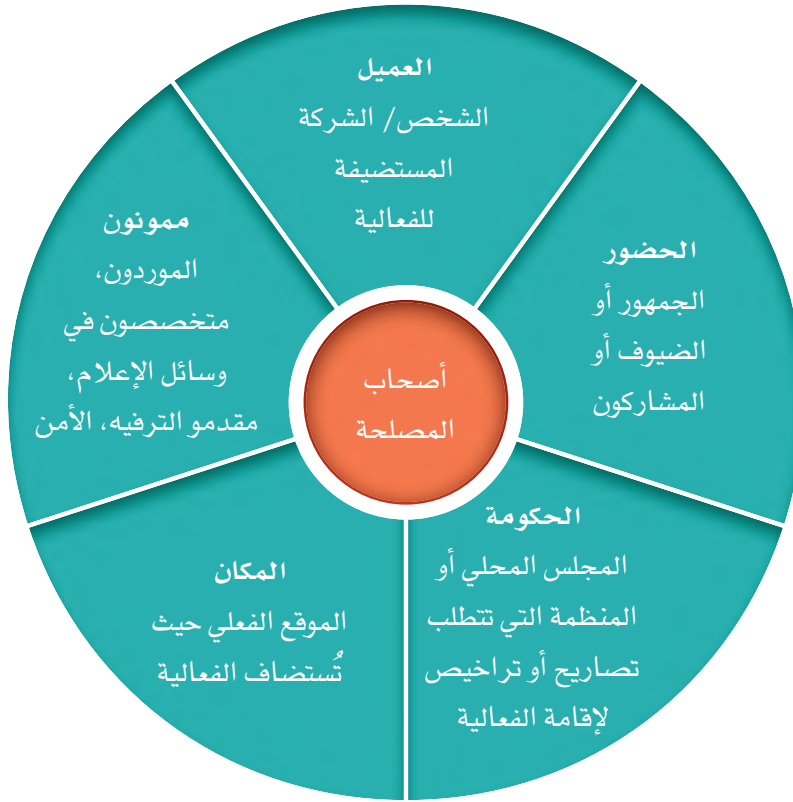 العميل
الشخص/ الشركة
المستضيفة
للفعالية
الحضور
الجمهور أو
الضيوف أو
المشاركون
الحكومة
المجلس المحلي أو
المنظمة التي تتطلب
تصاريح أو تراخيص
لإقامة الفعالية
المكان
الموقع الفعلي حيث
تُستضاف الفعالية
ممونون
الموردون،
متخصصون في
وسائل الإعلام،
مقدمو الترفيه، الأمن
أصحاب
المصلحة